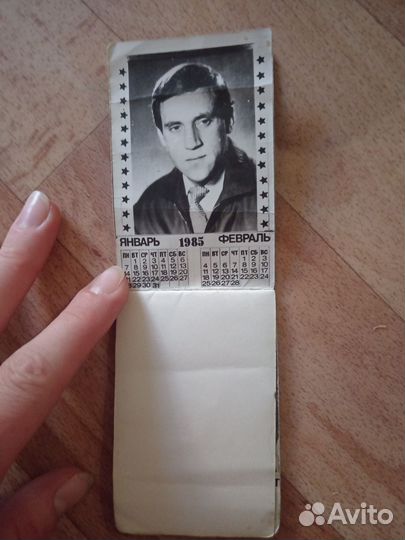 ЯНВАРЬ 1985 ФЕВРАЛЬ
ПН ВТ СР ЧТ ПТ СБ ВС ПН ВТ СР ЧТ ПТ СБ ВС
1 2 3 4 5 6 1 2 3
7 8 9 10 11 12 13 4 5 6 7 8 9 10
14 15 16 17 18 19 20 11 12 13 14 15 16 17
22 23 24 25 26 27 18 19 20 21 22 23 24
29 30 31 25 26 27 28
Avito